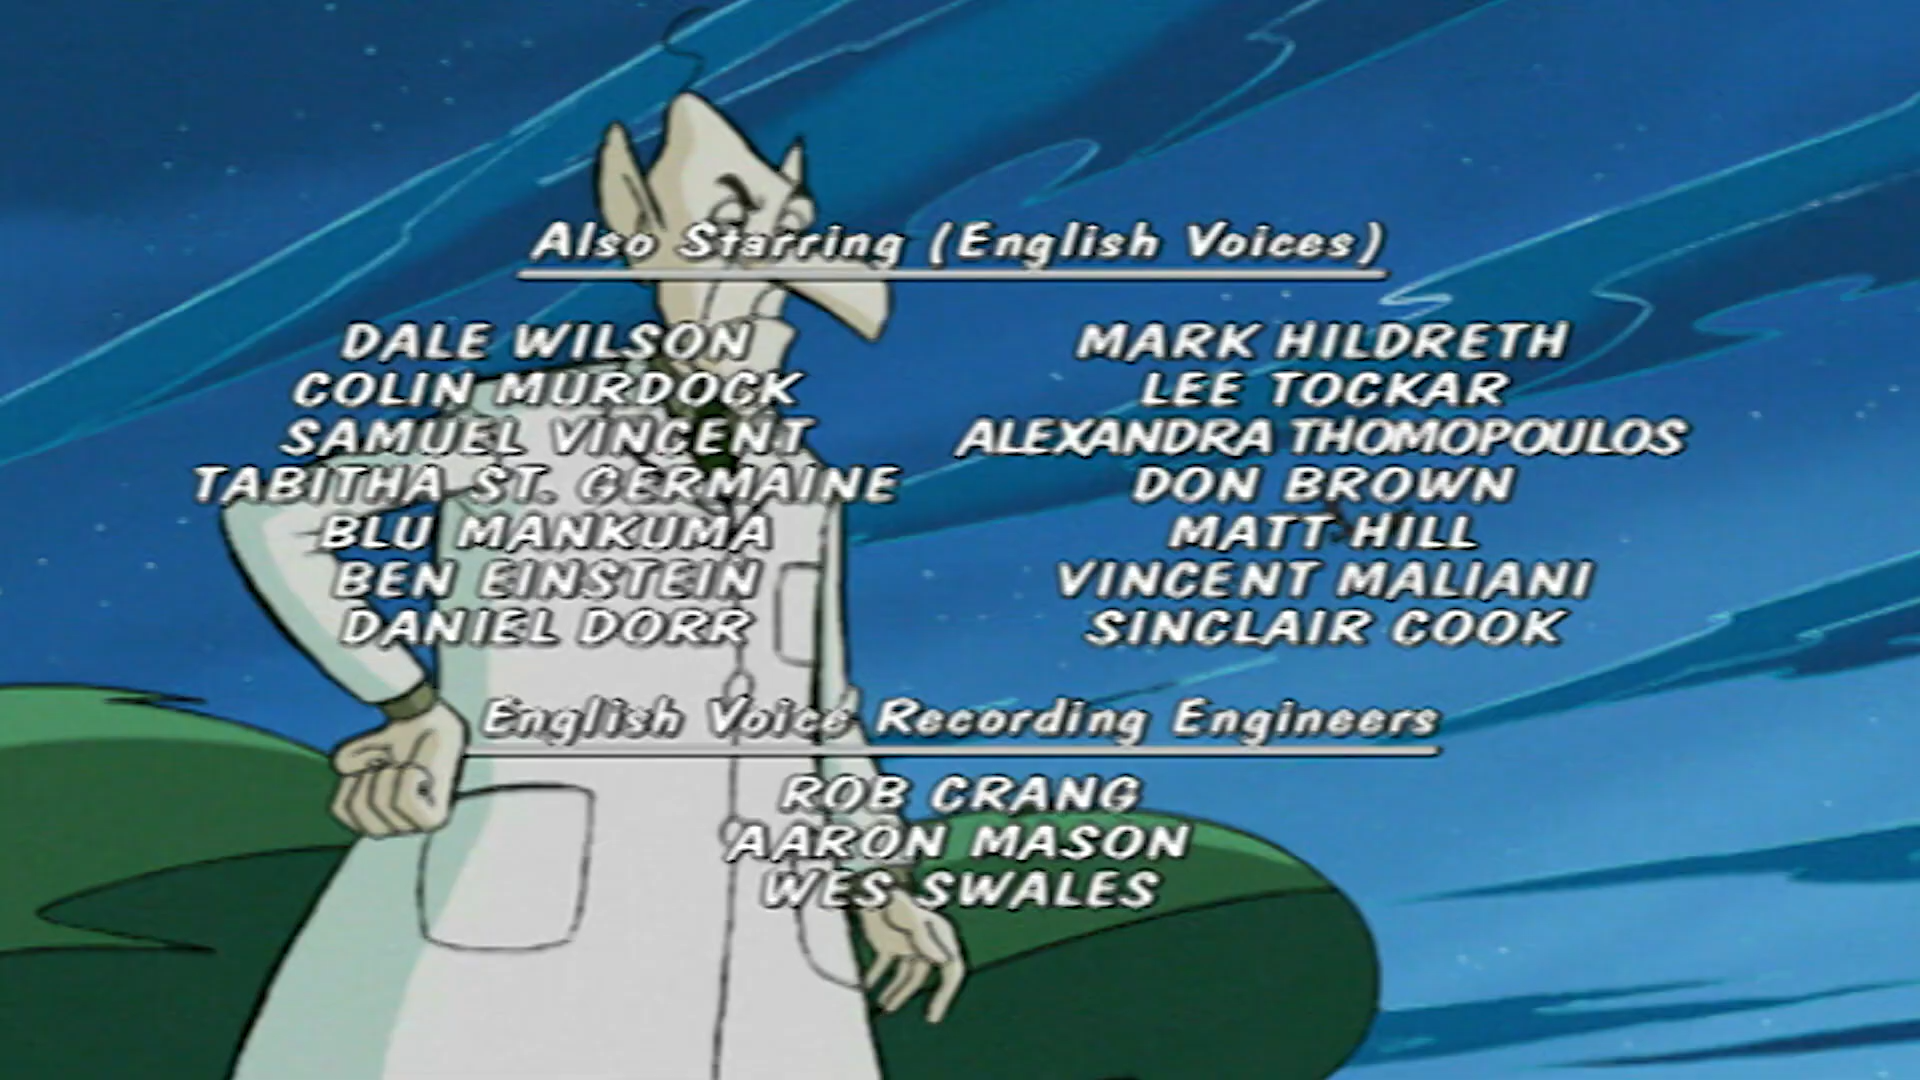 Also Starring (English Voices)
DALE WILSON
MARK HILDRETH
COLIN MURDOCK
LEE TOCKAR
SAMUEL VINCENT
ALEXANDRA THOMOPOULOS
TABITHA ST. GERMAINE
DON BROWN
BLU MANKUMA
MATT HILL
BEN EINSTEIN
VINCENT MALIANI
DANIEL DORR
SINCLAIR COOK
English Voice Recording Engineers
ROB CRANG
AARON MASON
WES SWALES